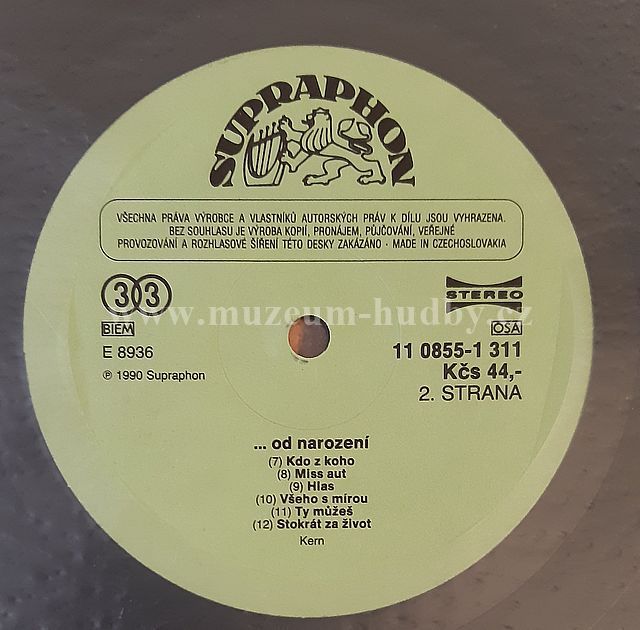 SUPRAPHON
VŠECHNA PRÁVA VÝROBCE A VLASTNÍKŮ AUTORSKÝCH PRÁV K DÍLU JSOU VYHRAZENA.
BEZ SOUHLASU JE VÝROBA KOPIÍ, PRONÁJEM, PŮJČOVÁNÍ, VEŘEJNÉ
PROVOZOVÁNÍ A ROZHLASOVÉ ŠÍŘENÍ TÉTO DESKY ZAKÁZÁNO · MADE IN CZECHOSLOVAKIA
33 STEREO
www.muzeum-hudby.cz
BIEM OSA
E 8936 11 0855-1 311
℗ 1990 Supraphon Kčs 44,-
2. STRANA
... od narození
(7) Kdo z koho
(8) Miss aut
(9) Hlas
(10) Všeho s mírou
(11) Ty můžeš
(12) Stokrát za život
Kern